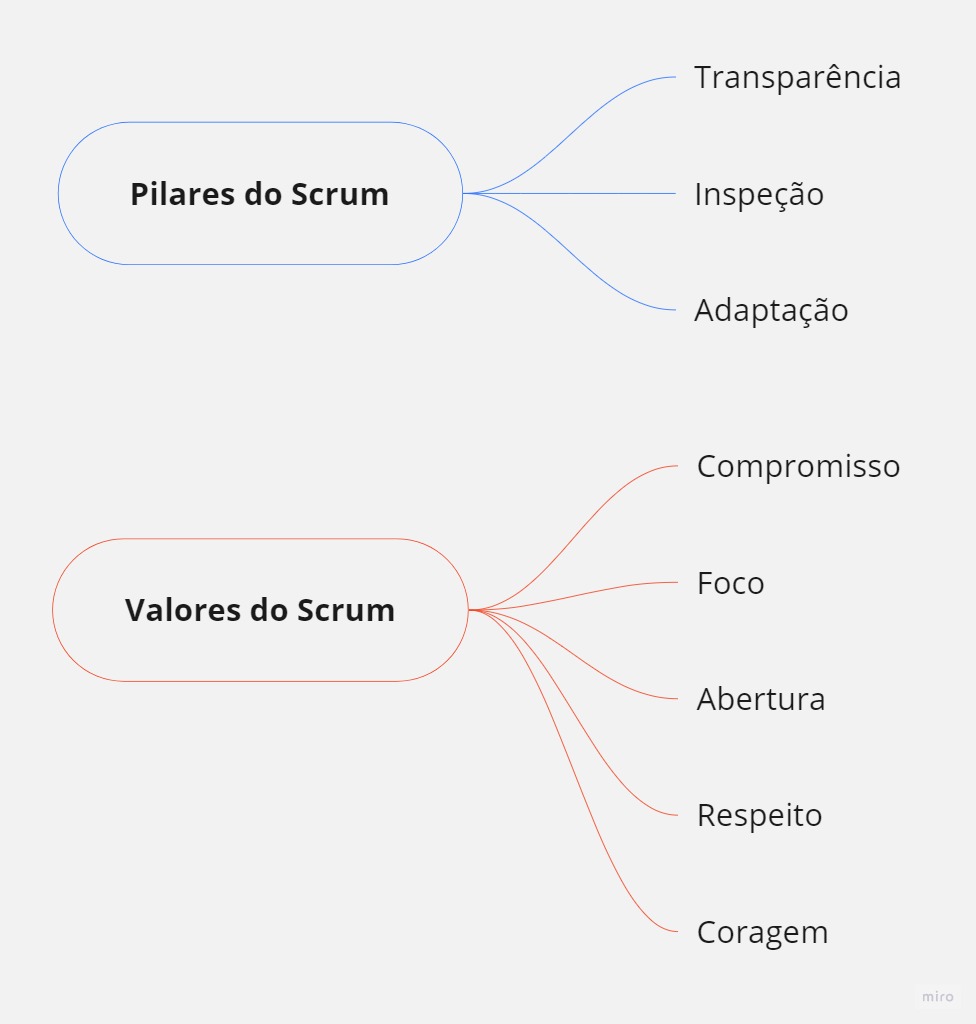 Pilares do Scrum
Transparência
Inspeção
Adaptação
Valores do Scrum
Compromisso
Foco
Abertura
Respeito
Coragem
miro